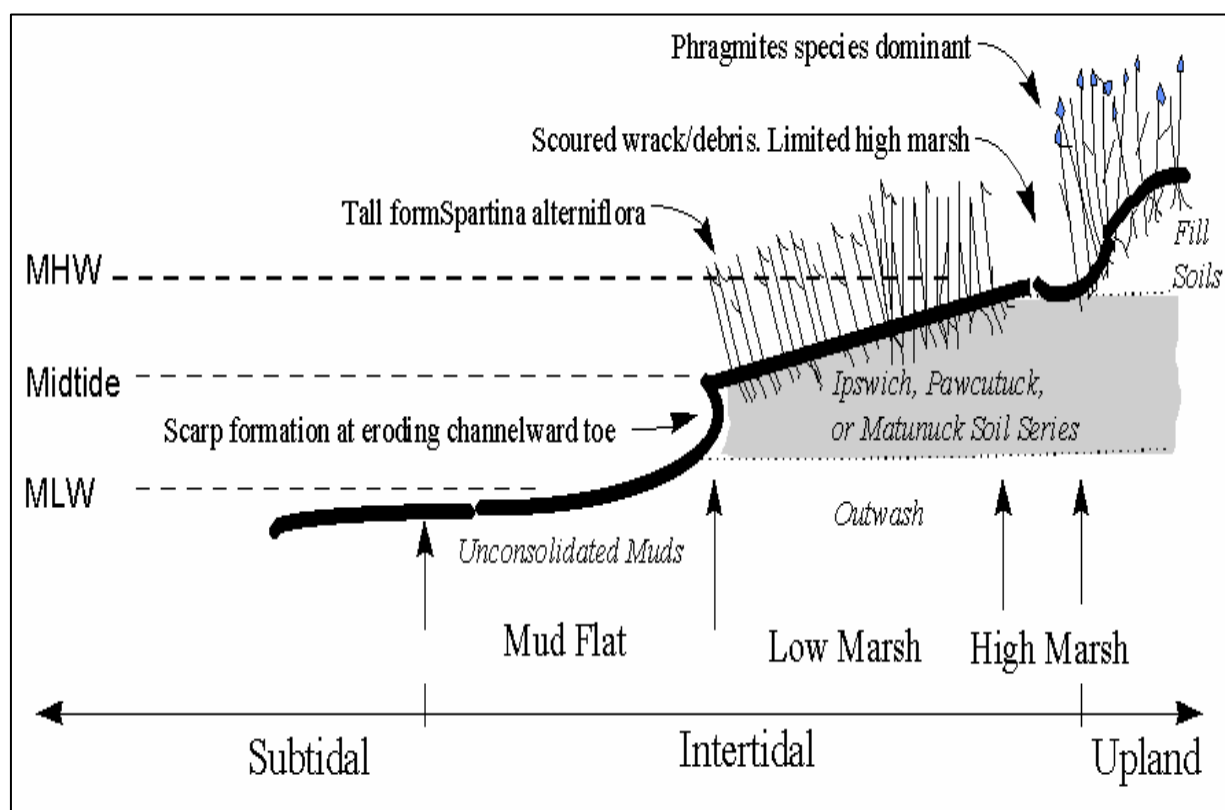 Phragmites species dominant
Scoured wrack/debris. Limited high marsh
Tall formSpartina alterniflora
MHW
Fill
Soils
Midtide
Ipswich, Pawcutuck,
or Matunuck Soil Series
Scarp formation at eroding channelward toe
MLW
Outwash
Unconsolidated Muds
Mud Flat
Low Marsh
High Marsh
Subtidal
Intertidal
Upland